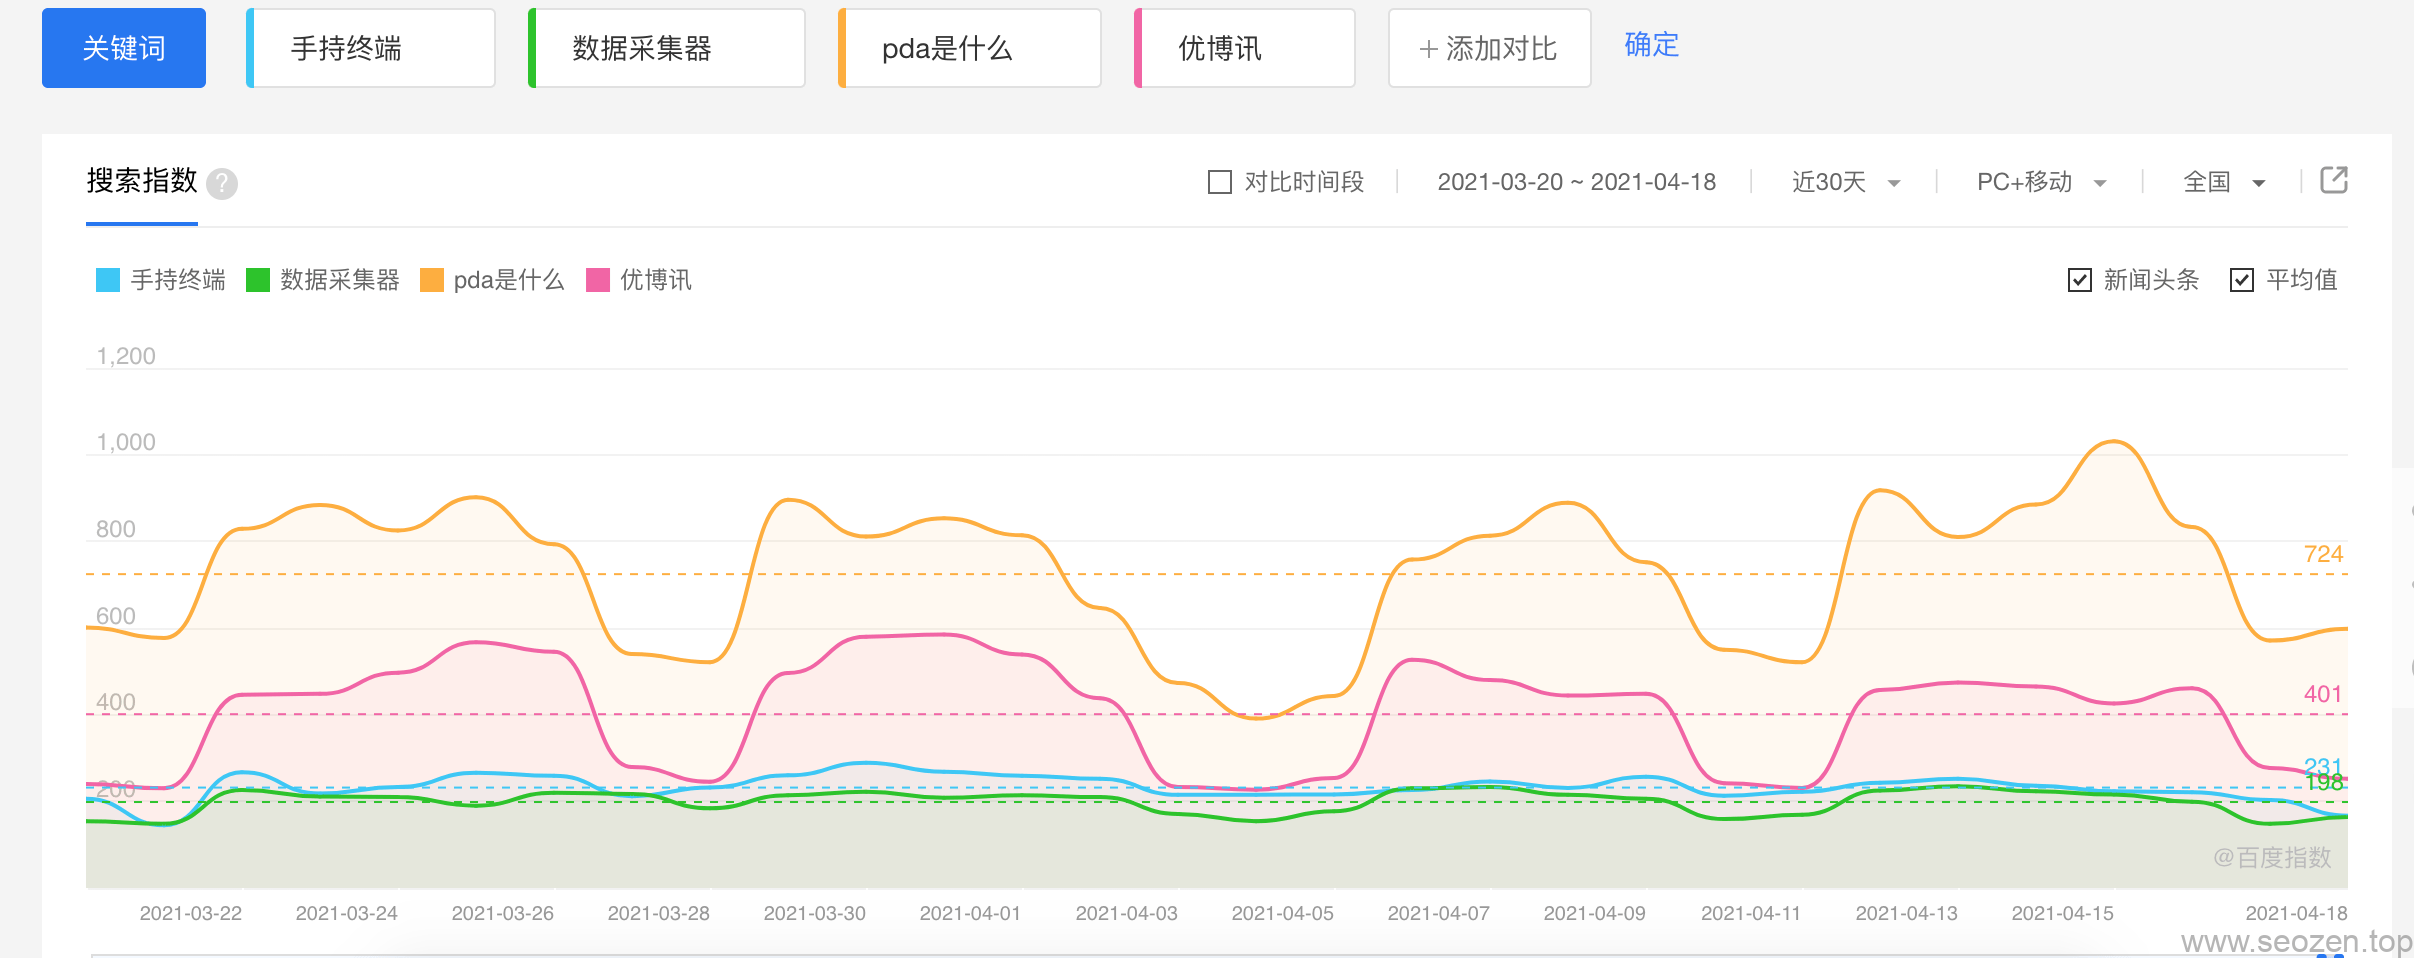 关键词 手持终端 数据采集器 pda是什么 优博讯 + 添加对比 确定
搜索指数 ? 对比时间段 2021-03-20 ~ 2021-04-18 近30天 PC+移动 全国
手持终端 数据采集器 pda是什么 优博讯 新闻头条 平均值
1,200
1,000
800
724
600
400
401
231
200
198
@百度指数
2021-03-22 2021-03-24 2021-03-26 2021-03-28 2021-03-30 2021-04-01 2021-04-03 2021-04-05 2021-04-07 2021-04-09 2021-04-11 2021-04-13 2021-04-15 2021-04-18
www.seozen.top